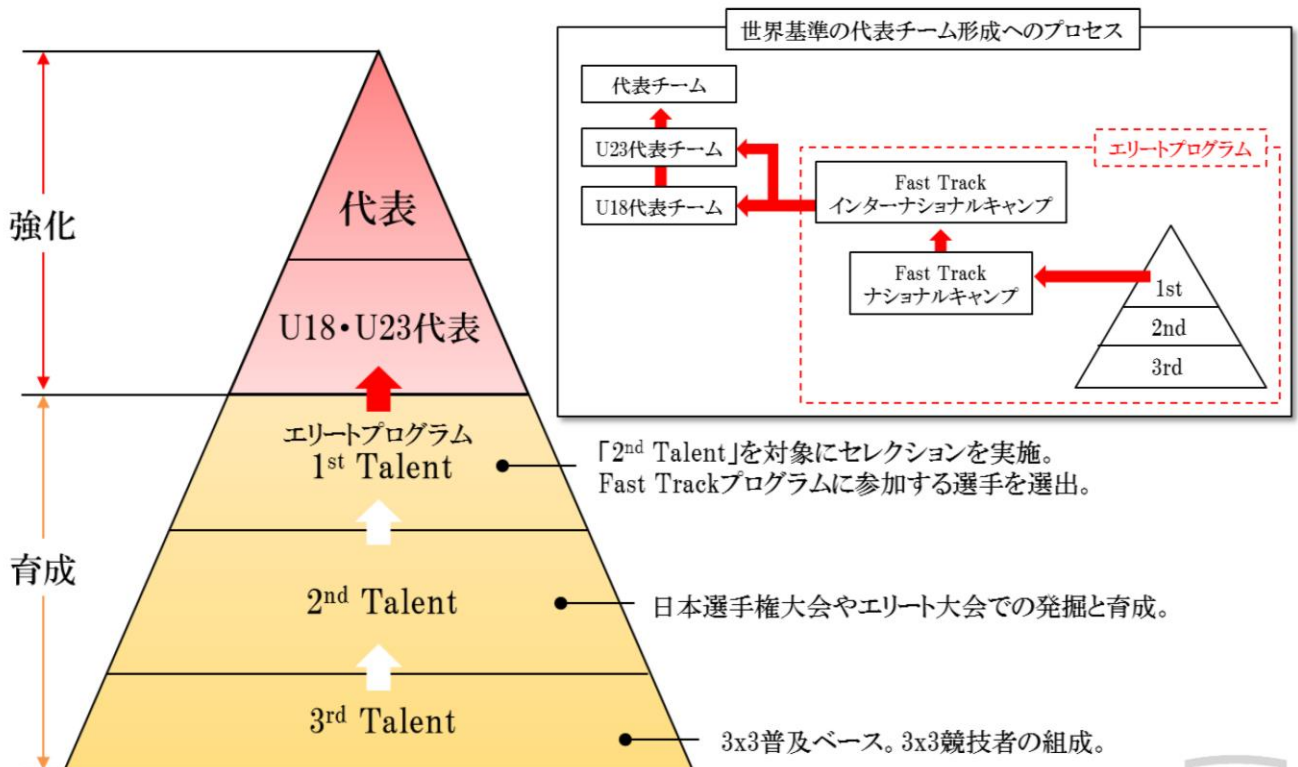 世界基準の代表チーム形成へのプロセス
代表チーム
U23代表チーム
U18代表チーム
エリートプログラム
Fast Track
インターナショナルキャンプ
Fast Track
ナショナルキャンプ
1st
2nd
3rd
強化
代表
U18・U23代表
育成
エリートプログラム
1st Talent
「2nd Talent」を対象にセレクションを実施。
Fast Trackプログラムに参加する選手を選出。
2nd Talent
日本選手権大会やエリート大会での発掘と育成。
3rd Talent
3x3普及ベース。3x3競技者の組成。